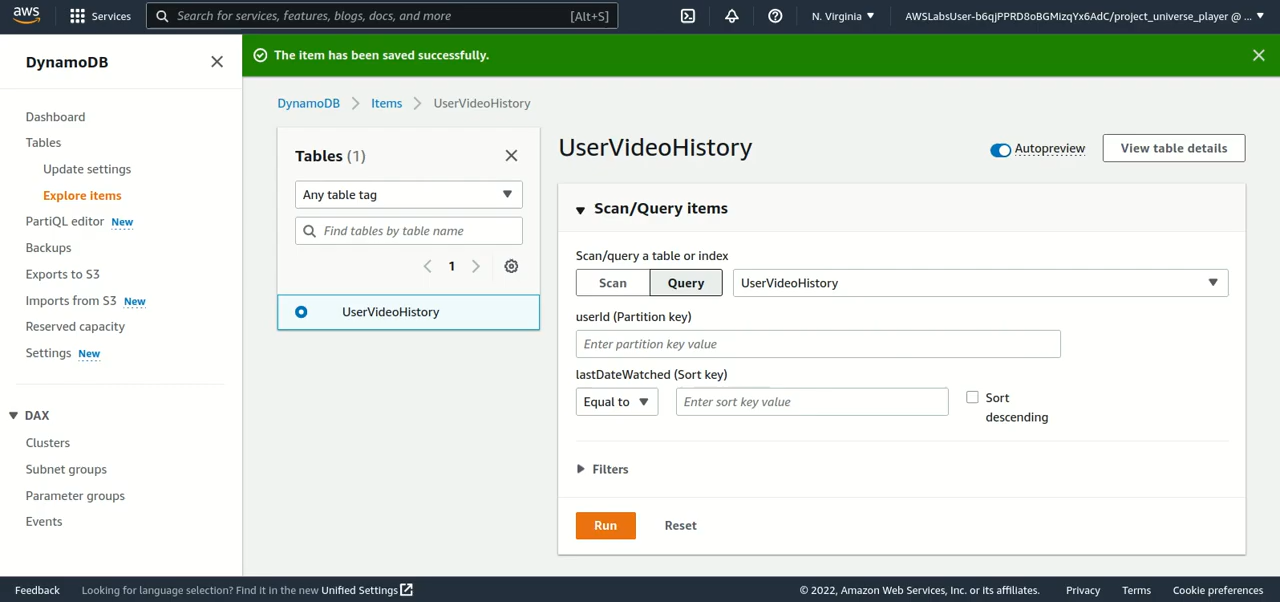 aws
Services
Search for services, features, blogs, docs, and more
[Alt+S]
N. Virginia
AWSLabsUser-b6qjPPRD8oBGMizqYx6AdC/project_universe_player @ ...
DynamoDB
The item has been saved successfully.
Dashboard
Tables
Update settings
Explore items
PartiQL editor New
Backups
Exports to S3
Imports from S3 New
Reserved capacity
Settings New
DAX
Clusters
Subnet groups
Parameter groups
Events
DynamoDB
Items
UserVideoHistory
Tables (1)
Any table tag
Find tables by table name
1
UserVideoHistory
UserVideoHistory
Autopreview
View table details
Scan/Query items
Scan/query a table or index
Scan
Query
UserVideoHistory
userId (Partition key)
Enter partition key value
lastDateWatched (Sort key)
Equal to
Enter sort key value
Sort
descending
Filters
Run
Reset
Feedback
Looking for language selection? Find it in the new Unified Settings
© 2022, Amazon Web Services, Inc. or its affiliates.
Privacy
Terms
Cookie preferences